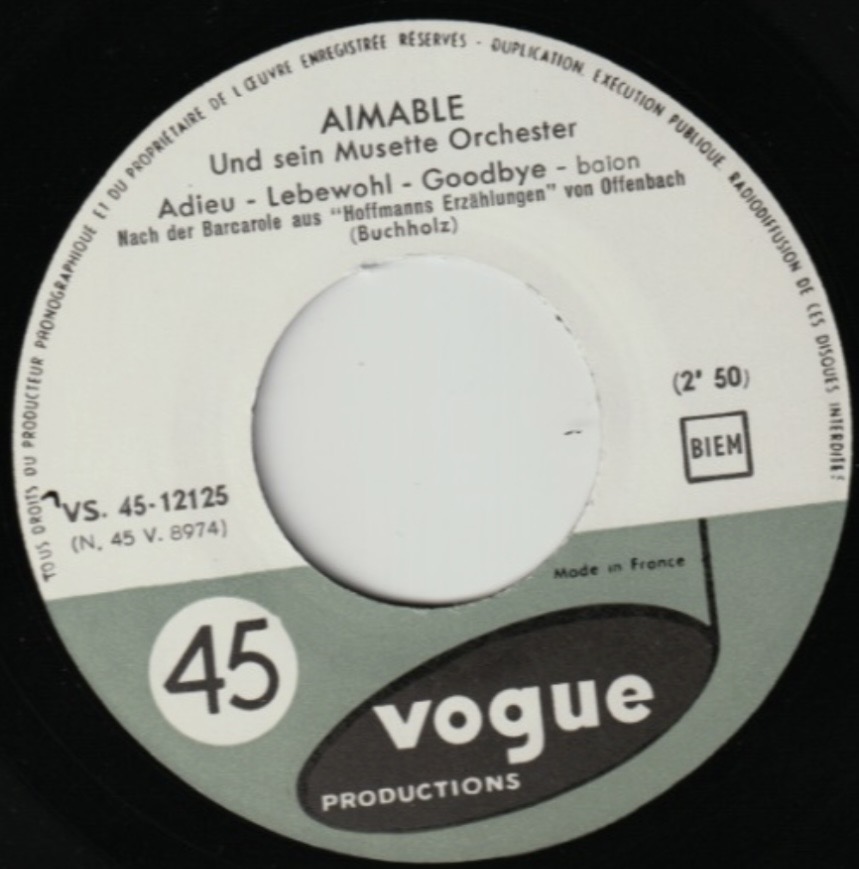 TOUS DROITS DU PRODUCTEUR PHONOGRAPHIQUE ET DU PROPRIÉTAIRE DE L ŒUVRE ENREGISTRÉE RÉSERVÉS - DUPLICATION. EXÉCUTION PUBLIQUE. RADIODIFFUSION DE CES DISQUES INTERDITES
AIMABLE
Und sein Musette Orchester
Adieu - Lebewohl - Goodbye - baion
Nach der Barcarole aus "Hoffmanns Erzählungen" von Offenbach
(Buchholz)
(2' 50)
BIEM
VS. 45-12125
(N. 45 V. 8974)
Made in France
45
vogue
PRODUCTIONS